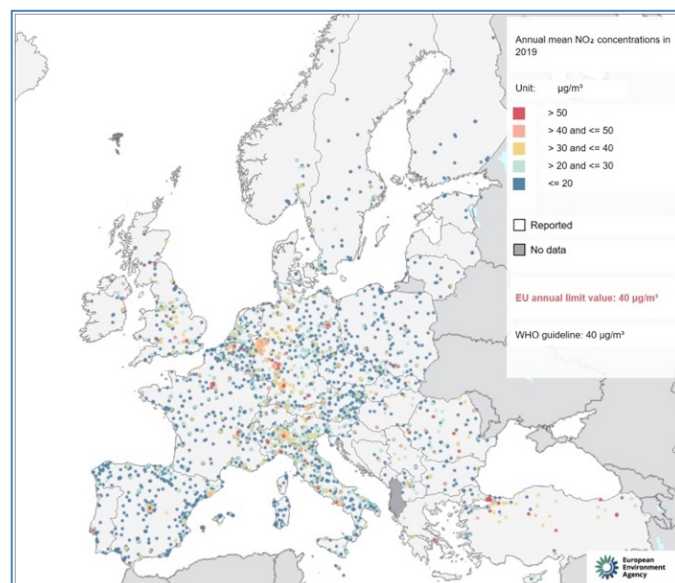 Annual mean NO₂ concentrations in
2019
Unit: µg/m³
> 50
> 40 and <= 50
> 30 and <= 40
> 20 and <= 30
<= 20
Reported
No data
EU annual limit value: 40 µg/m³
WHO guideline: 40 µg/m³
European
Environment
Agency